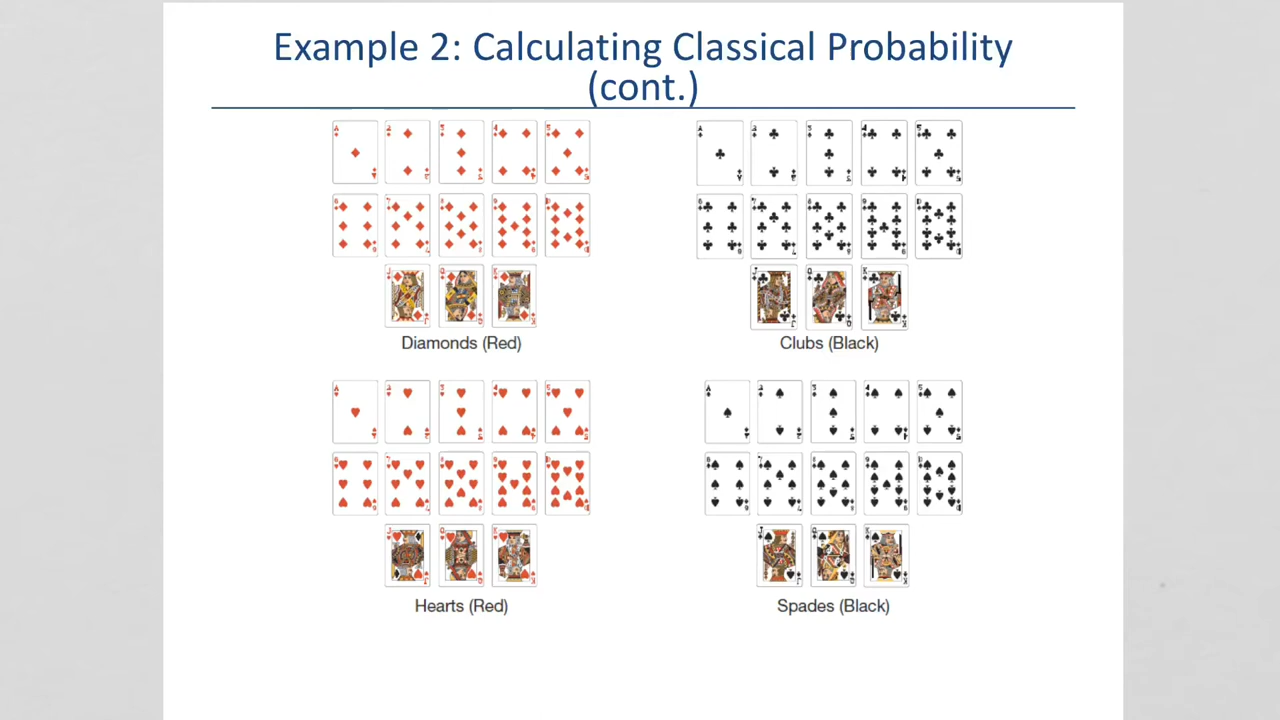 Example 2: Calculating Classical Probability
(cont.)
Diamonds (Red)
Clubs (Black)
Hearts (Red)
Spades (Black)